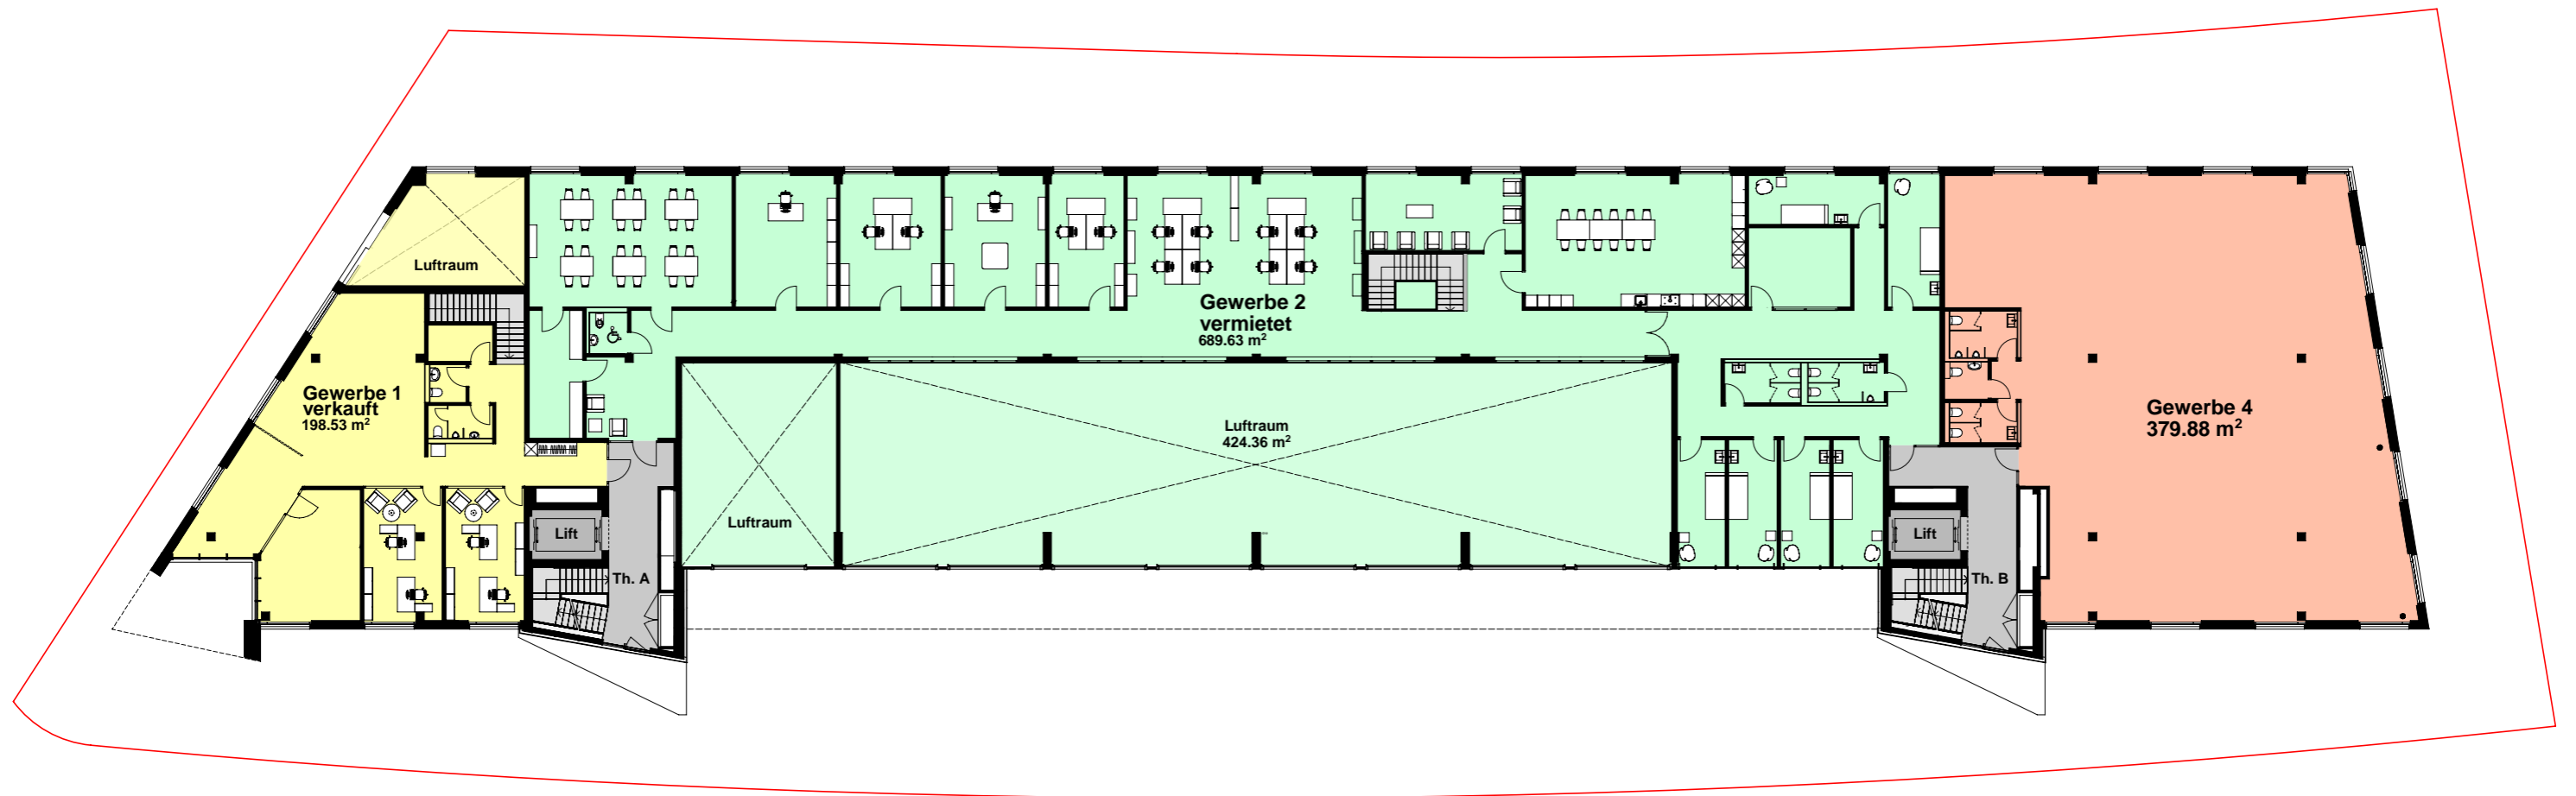 Luftraum
Gewerbe 1
verkauft
198.53 m²
Gewerbe 2
vermietet
689.63 m²
Luftraum
424.36 m²
Luftraum
Gewerbe 4
379.88 m²
Lift
Th. A
Lift
Th. B